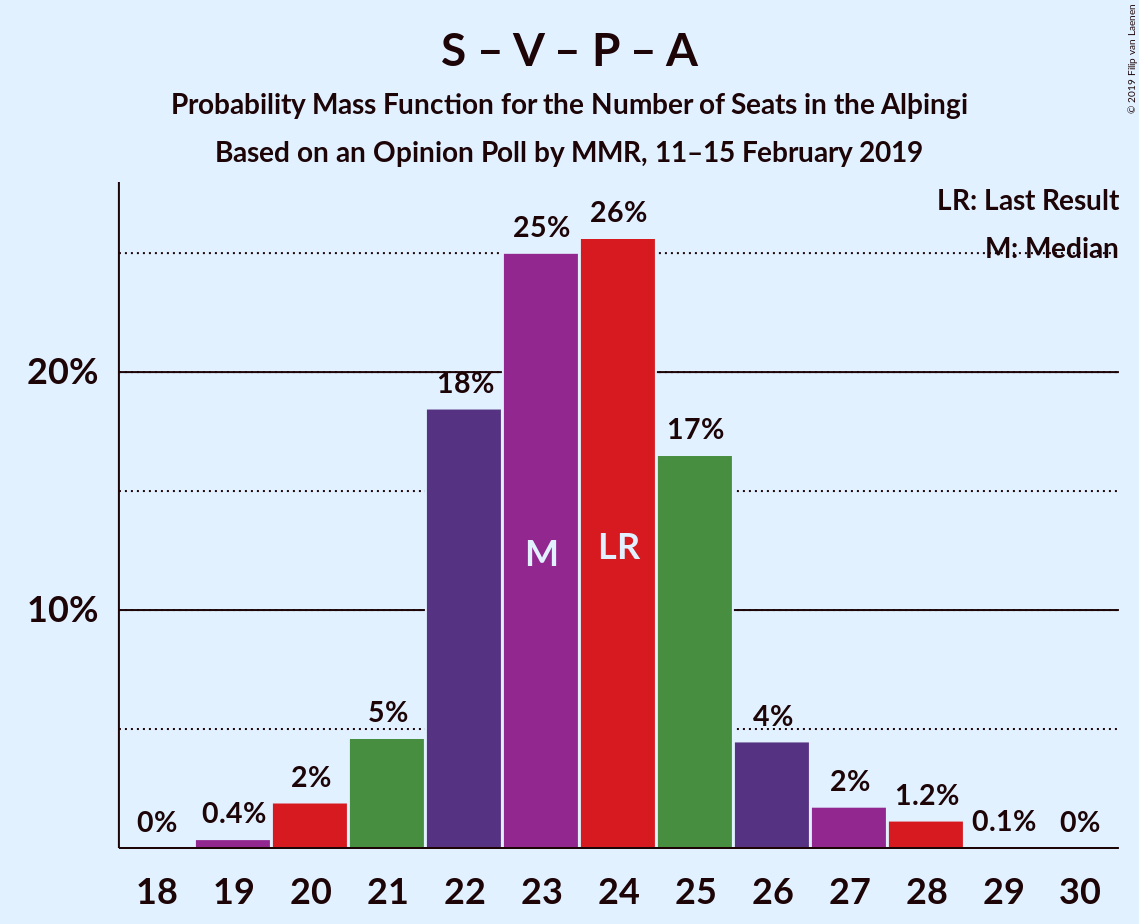 S – V – P – A
Probability Mass Function for the Number of Seats in the Alþingi
Based on an Opinion Poll by MMR, 11–15 February 2019
© 2019 Filip van Laenen
LR: Last Result
M: Median
20%
10%
0%
0.4%
2%
5%
18%
25%
26%
17%
4%
2%
1.2%
0.1%
0%
M
LR
18 19 20 21 22 23 24 25 26 27 28 29 30